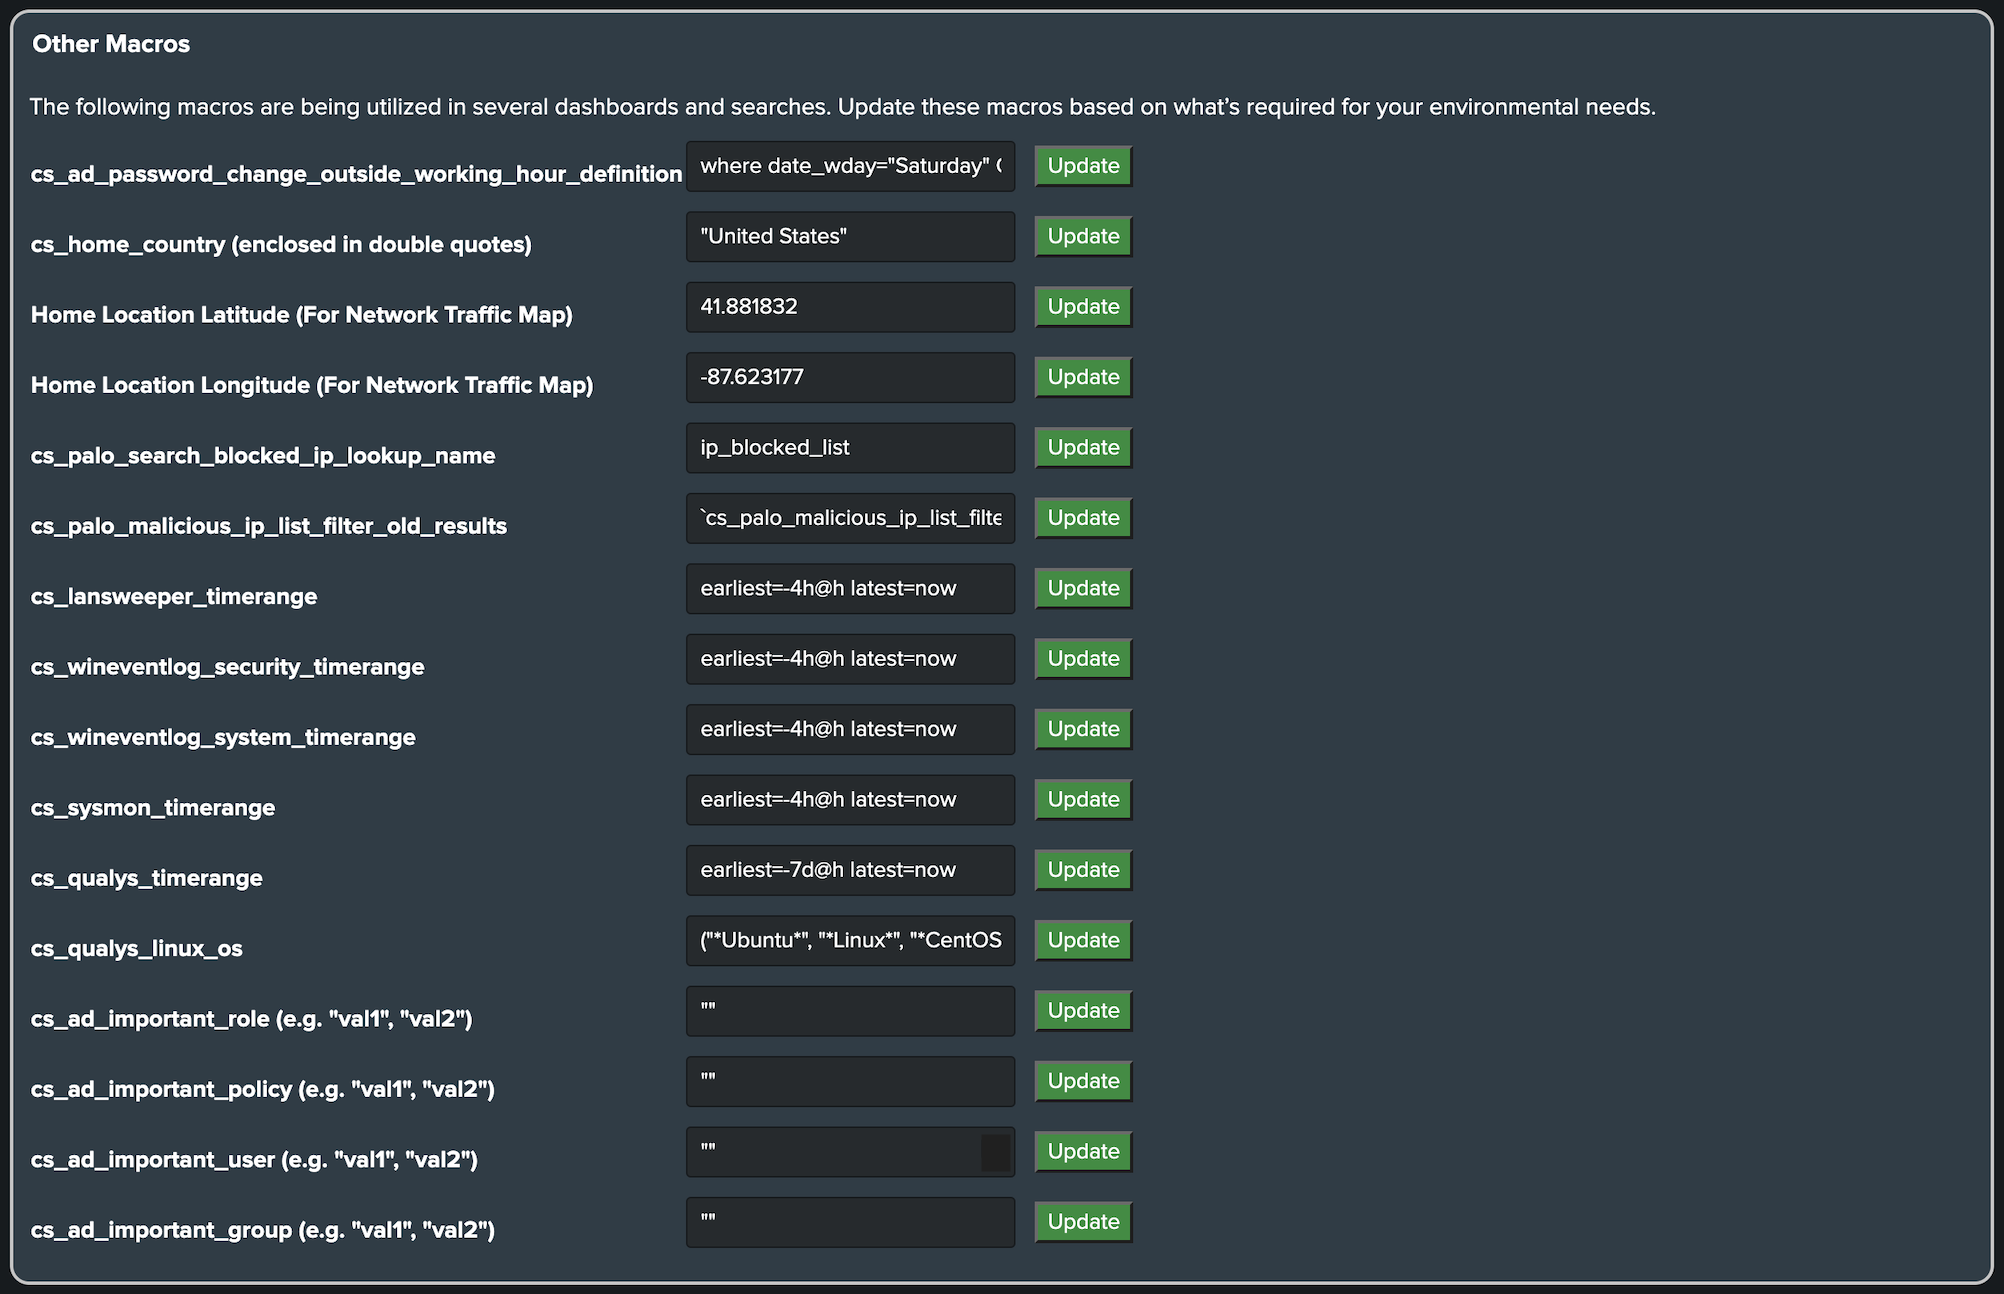 Other Macros
The following macros are being utilized in several dashboards and searches. Update these macros based on what’s required for your environmental needs.
cs_ad_password_change_outside_working_hour_definition where date_wday="Saturday" Update
cs_home_country (enclosed in double quotes) "United States" Update
Home Location Latitude (For Network Traffic Map) 41.881832 Update
Home Location Longitude (For Network Traffic Map) -87.623177 Update
cs_palo_search_blocked_ip_lookup_name ip_blocked_list Update
cs_palo_malicious_ip_list_filter_old_results `cs_palo_malicious_ip_list_filte Update
cs_lansweeper_timerange earliest=-4h@h latest=now Update
cs_wineventlog_security_timerange earliest=-4h@h latest=now Update
cs_wineventlog_system_timerange earliest=-4h@h latest=now Update
cs_sysmon_timerange earliest=-4h@h latest=now Update
cs_qualys_timerange earliest=-7d@h latest=now Update
cs_qualys_linux_os ("*Ubuntu*", "*Linux*", "*CentOS Update
cs_ad_important_role (e.g. "val1", "val2") "" Update
cs_ad_important_policy (e.g. "val1", "val2") "" Update
cs_ad_important_user (e.g. "val1", "val2") "" Update
cs_ad_important_group (e.g. "val1", "val2") "" Update